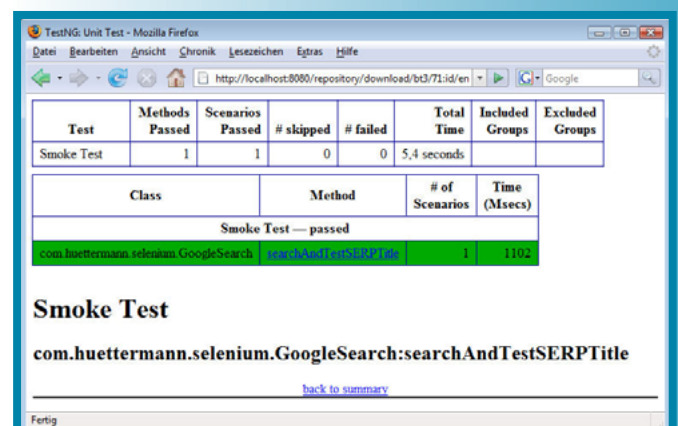 TestNG: Unit Test - Mozilla Firefox
Datei Bearbeiten Ansicht Chronik Lesezeichen Extras Hilfe
http://localhost:8080/repository/download/bt3/71:id/en Google
Test Methods Passed Scenarios Passed # skipped # failed Total Time Included Groups Excluded Groups
Smoke Test 1 1 0 0 5,4 seconds
Class Method # of Scenarios Time (Msecs)
Smoke Test — passed
com.huettermann.selenium.GoogleSearch searchAndTestSERPTitle 1 1102
Smoke Test
com.huettermann.selenium.GoogleSearch:searchAndTestSERPTitle
back to summary
Fertig